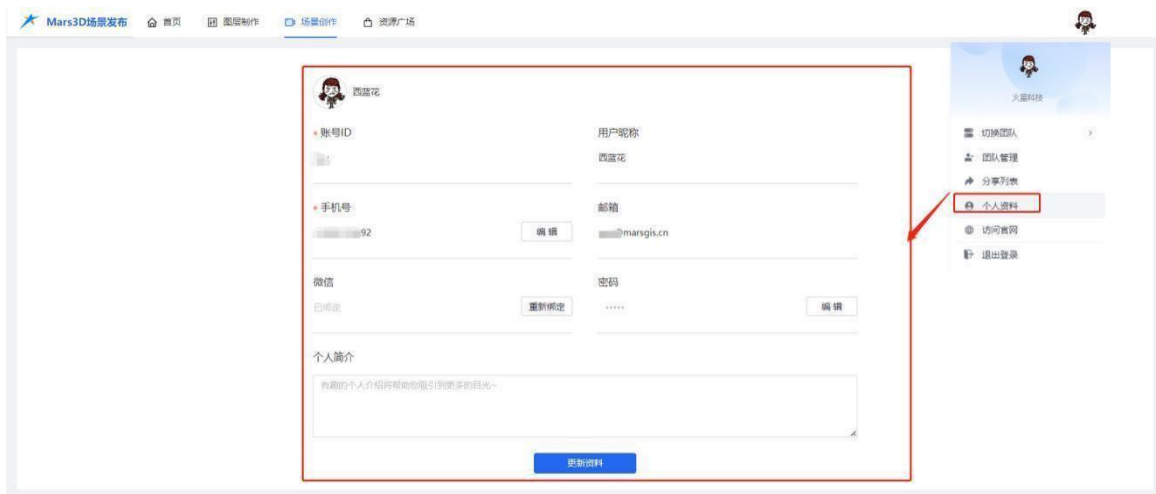 Mars3D场景发布 首页 图层制作 场景创作 资源广场
西蓝花
火星科技
* 账号ID 用户昵称
西蓝花
切换团队 >
团队管理
分享列表
* 手机号 邮箱
个人资料
92 编辑 @marsgis.cn
访问官网
退出登录
微信 密码
已绑定 重新绑定 ····· 编辑
个人简介
有趣的个人介绍将帮助您吸引到更多的目光~
更新资料